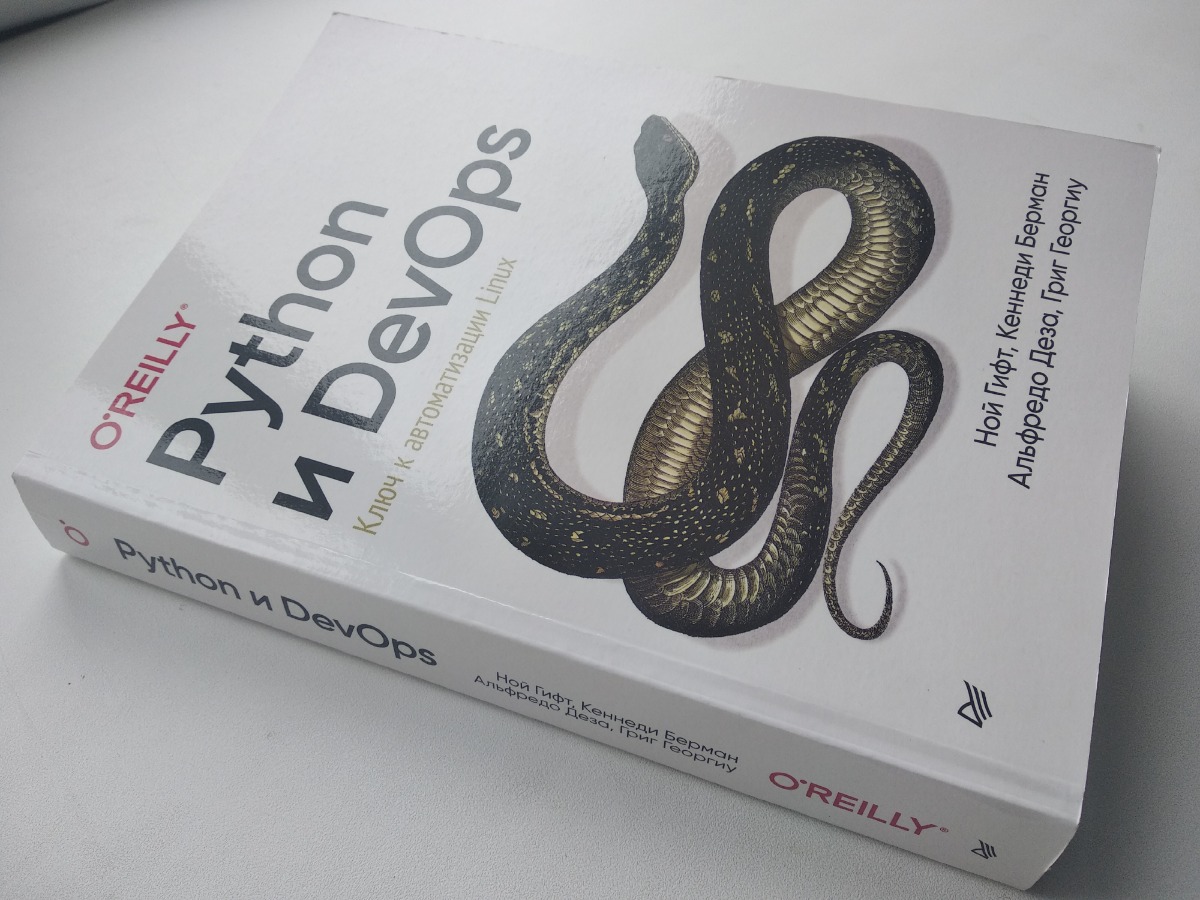 O'REILLY®
Python
и DevOps
Ключ к автоматизации Linux
Ной Гифт, Кеннеди Берман
Альфредо Деза, Григ Георгиу
Python и DevOps
Ной Гифт, Кеннеди Берман
Альфредо Деза, Григ Георгиу
O'REILLY®